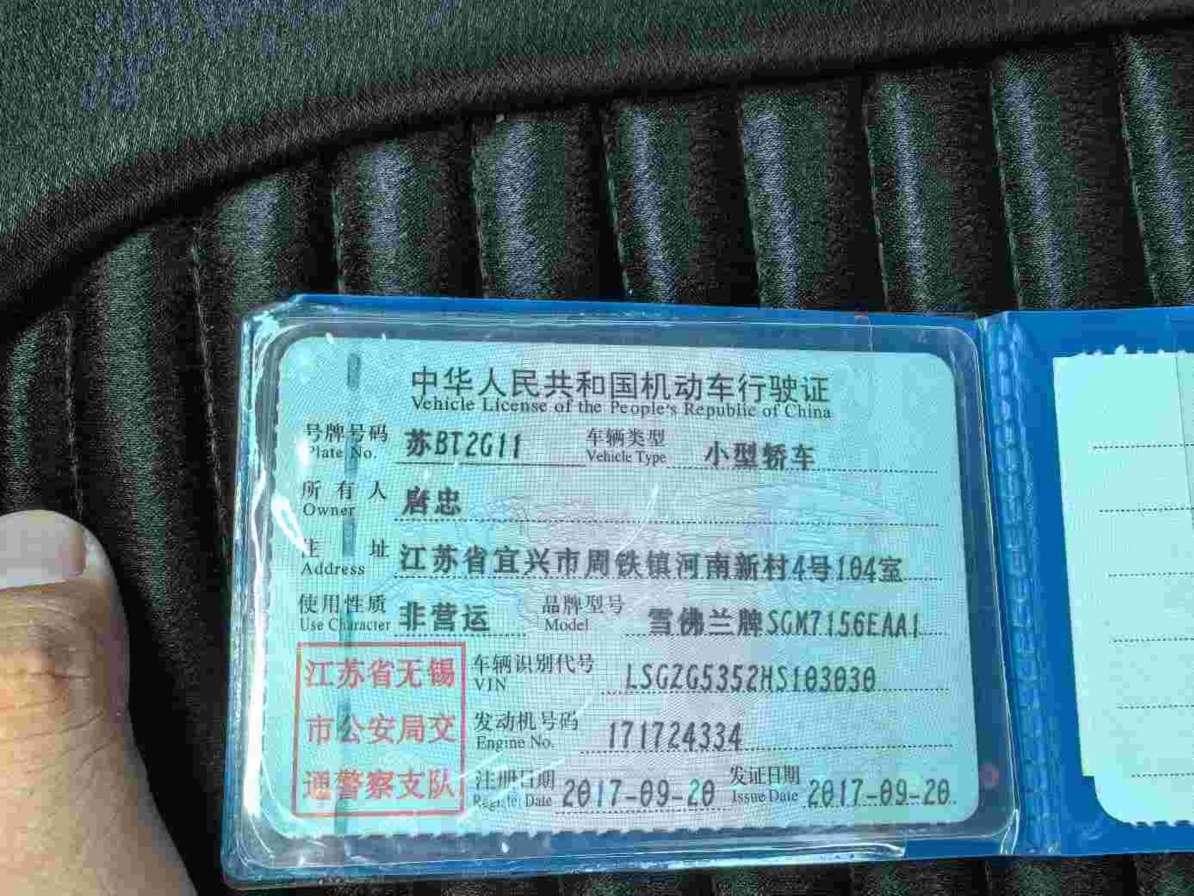 中华人民共和国机动车行驶证
Vehicle License of the People's Republic of China
号牌号码 苏BT2G11 车辆类型 小型轿车
Plate No. Vehicle Type
所有人 唐忠
Owner
住址 江苏省宜兴市周铁镇河南新村4号104室
Address
使用性质 非营运 品牌型号 雪佛兰牌SGM7156EAA1
Use Character Model
江苏省无锡 车辆识别代号 LSGZG5352HS103030
VIN
市公安局交 发动机号码 171724334
Engine No.
通警察支队 注册日期 2017-09-20 发证日期 2017-09-20
Register Date Issue Date